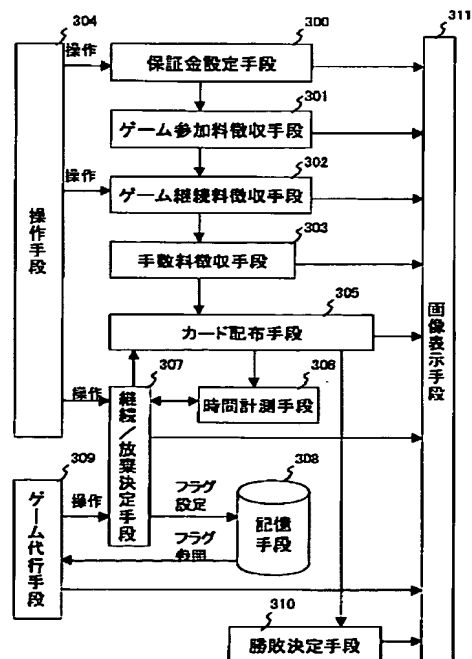 304
操作
300
311
保証金設定手段
301
ゲーム参加料徴収手段
操作
302
ゲーム継続料徴収手段
303
手数料徴収手段
操作手段
305
カード配布手段
画像表示手段
307
306
操作
継続/放棄決定手段
時間計測手段
309
308
操作
フラグ
設定
記憶
手段
フラグ
参照
ゲーム代行手段
310
勝敗決定手段